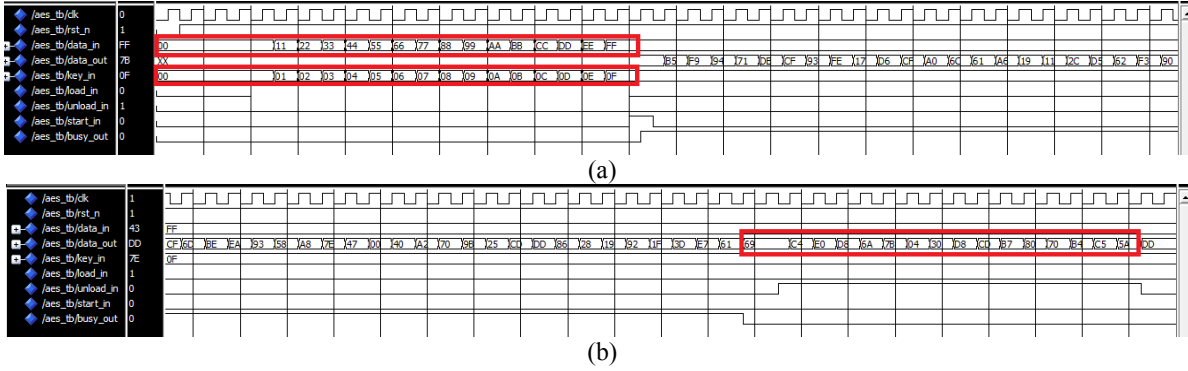 /aes_tb/clk 0
/aes_tb/rst_n 1
/aes_tb/data_in FF 00 11 22 33 44 55 66 77 88 99 AA BB CC DD EE FF
/aes_tb/data_out 7B XX B5 F9 94 71 DE CF 93 FE 17 D6 CF A0 6C 61 A6 19 11 2C D5 62 F3 90
/aes_tb/key_in 0F 00 01 02 03 04 05 06 07 08 09 0A 0B 0C 0D 0E 0F
/aes_tb/load_in 0
/aes_tb/unload_in 1
/aes_tb/start_in 0
/aes_tb/busy_out 0
(a)
/aes_tb/clk 1
/aes_tb/rst_n 1
/aes_tb/data_in 43 FF
/aes_tb/data_out DD CF 6D BE EA 93 58 A8 7E 47 00 40 A2 70 9B 25 CD DD 86 28 19 92 1F 3D E7 61 69 C4 E0 D8 6A 7B 04 30 D8 CD B7 80 70 B4 C5 5A DD
/aes_tb/key_in 7E 0F
/aes_tb/load_in 1
/aes_tb/unload_in 0
/aes_tb/start_in 0
/aes_tb/busy_out 0
(b)